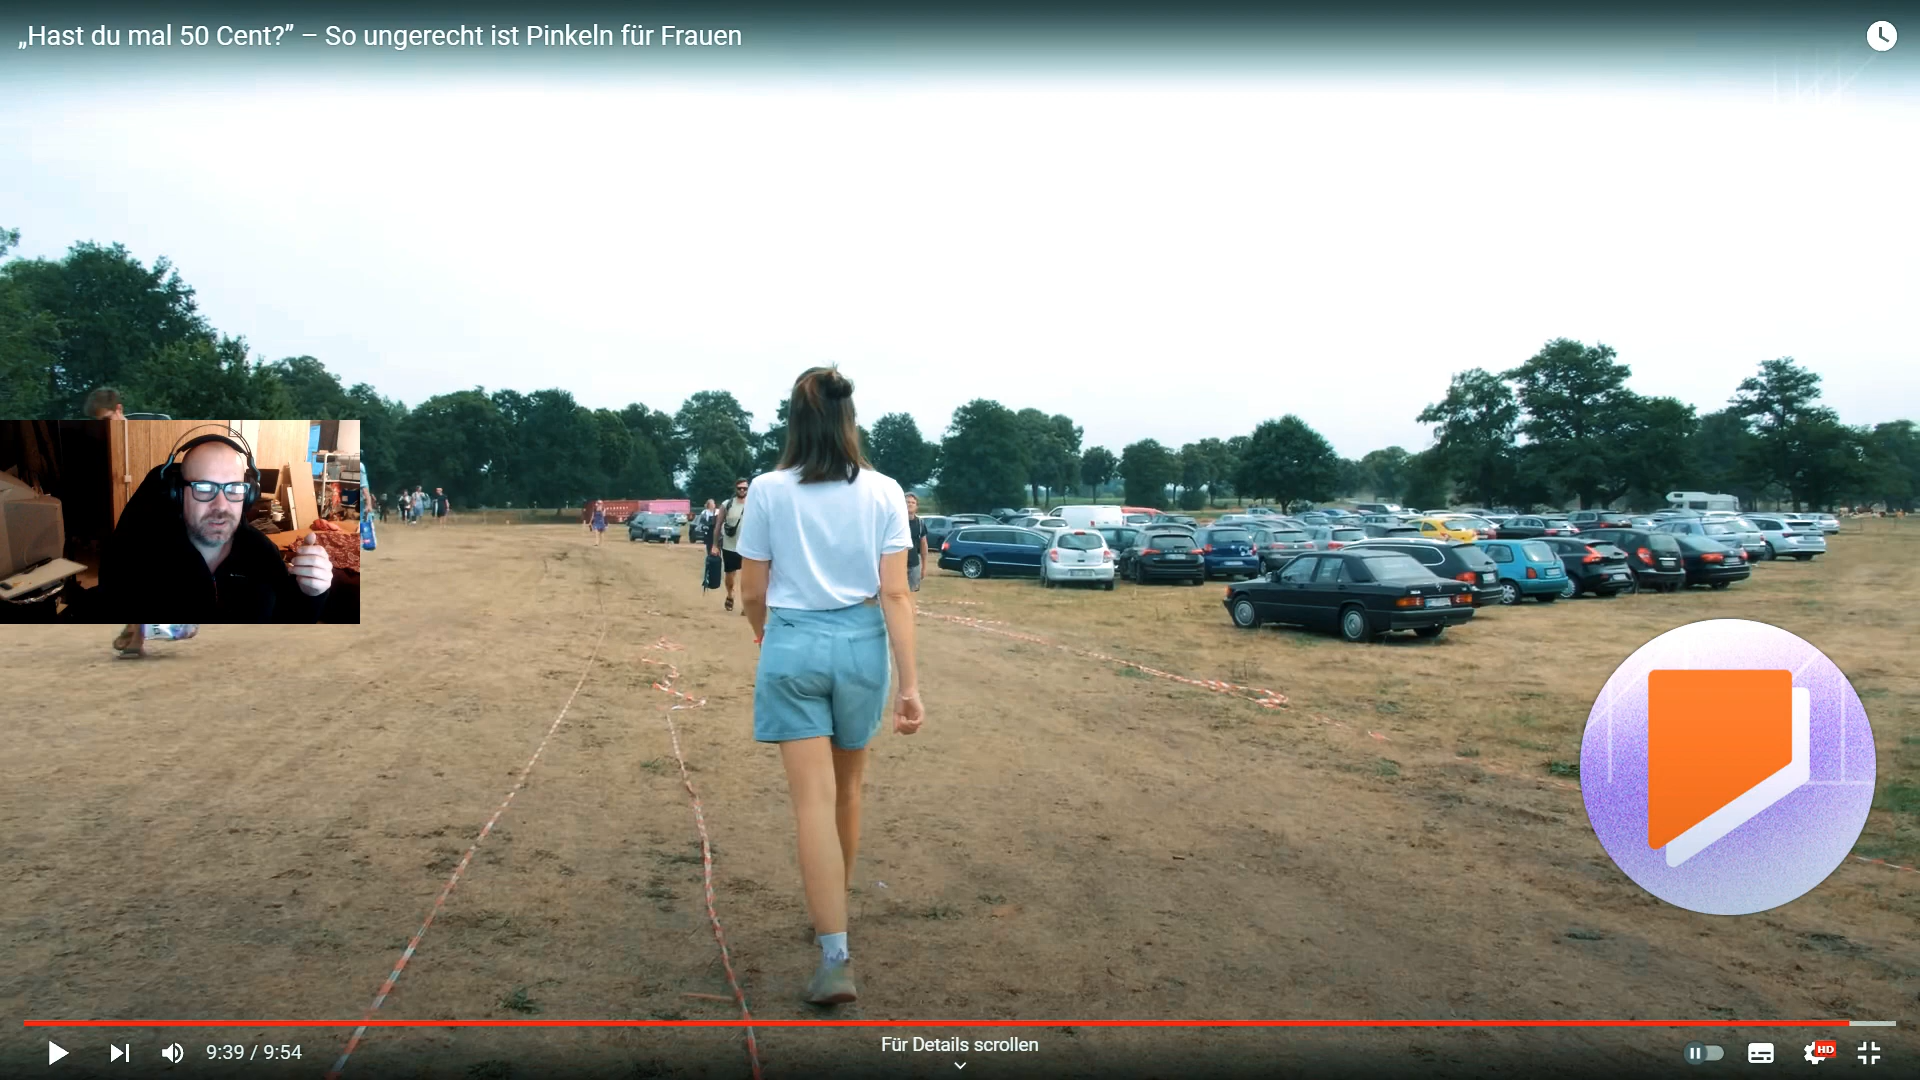 „Hast du mal 50 Cent?” – So ungerecht ist Pinkeln für Frauen
9:39 / 9:54
Für Details scrollen
HD